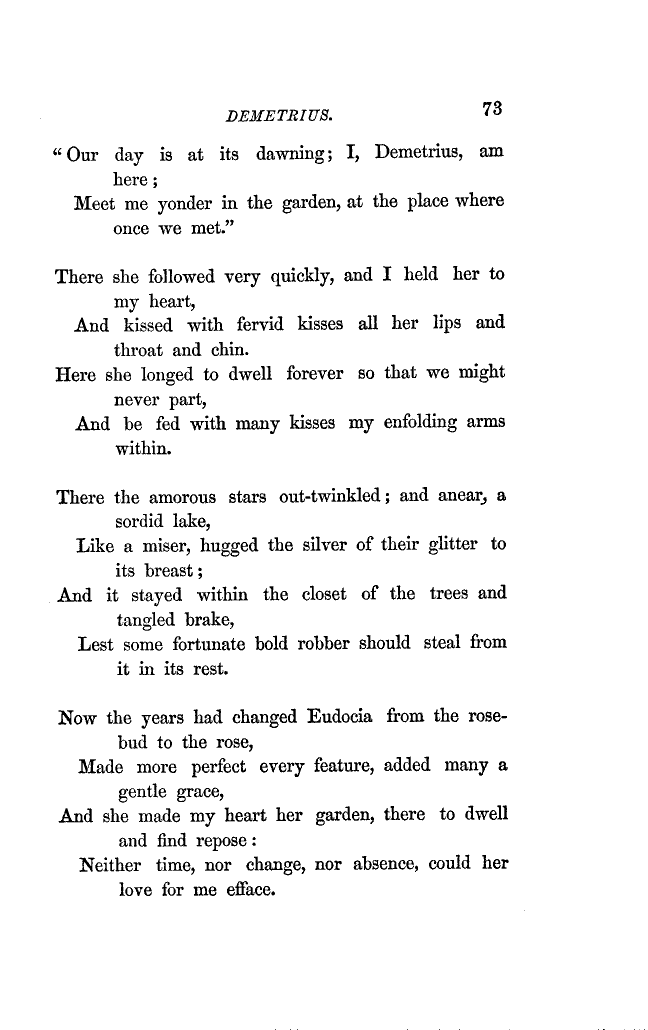 DEMETRIUS. 73
“Our day is at its dawning; I, Demetrius, am
here;
Meet me yonder in the garden, at the place where
once we met.”
There she followed very quickly, and I held her to
my heart,
And kissed with fervid kisses all her lips and
throat and chin.
Here she longed to dwell forever so that we might
never part,
And be fed with many kisses my enfolding arms
within.
There the amorous stars out-twinkled; and anear, a
sordid lake,
Like a miser, hugged the silver of their glitter to
its breast;
And it stayed within the closet of the trees and
tangled brake,
Lest some fortunate bold robber should steal from
it in its rest.
Now the years had changed Eudocia from the rose-
bud to the rose,
Made more perfect every feature, added many a
gentle grace,
And she made my heart her garden, there to dwell
and find repose:
Neither time, nor change, nor absence, could her
love for me efface.